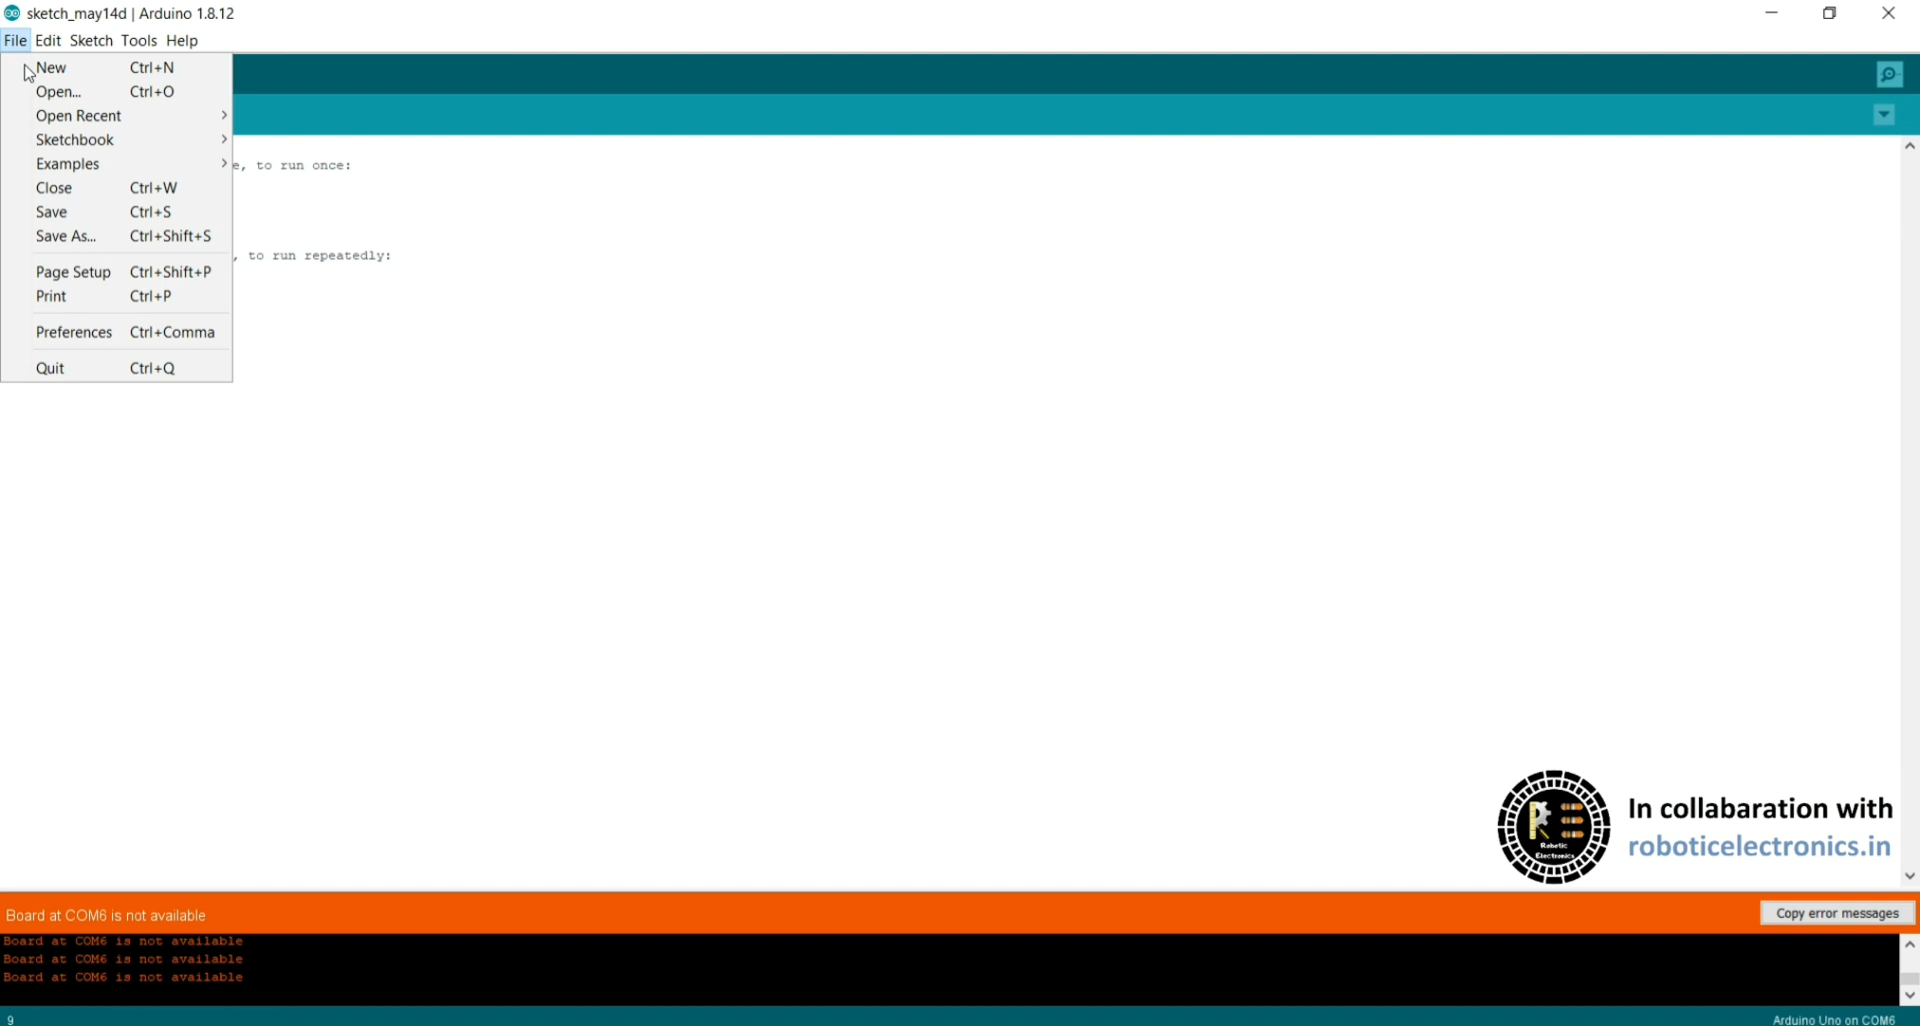 sketch_may14d | Arduino 1.8.12
File Edit Sketch Tools Help
New Ctrl+N
Open... Ctrl+O
Open Recent
Sketchbook
Examples
Close Ctrl+W
Save Ctrl+S
Save As... Ctrl+Shift+S
Page Setup Ctrl+Shift+P
Print Ctrl+P
Preferences Ctrl+Comma
Quit Ctrl+Q
e, to run once:
, to run repeatedly:
Robotic
Electronics
In collabaration with
roboticelectronics.in
Board at COM6 is not available
Copy error messages
Board at COM6 is not available
Board at COM6 is not available
Board at COM6 is not available
9
Arduino Uno on COM6